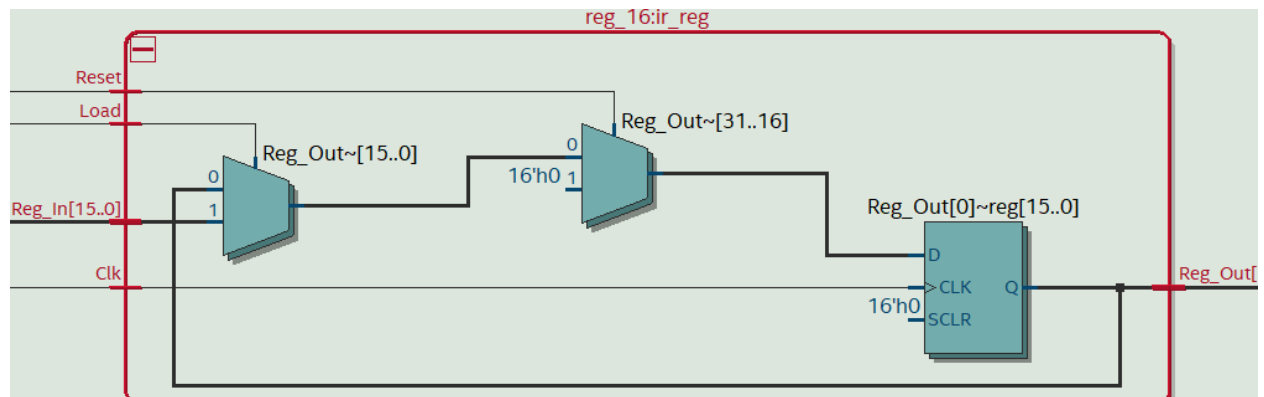 reg_16:ir_reg
Reset
Load
Reg_Out~[31..16]
Reg_Out~[15..0]
0
16'h0 1
0
1
Reg_In[15..0]
Reg_Out[0]~reg[15..0]
D
Clk
CLK Q
Reg_Out[
16'h0
SCLR